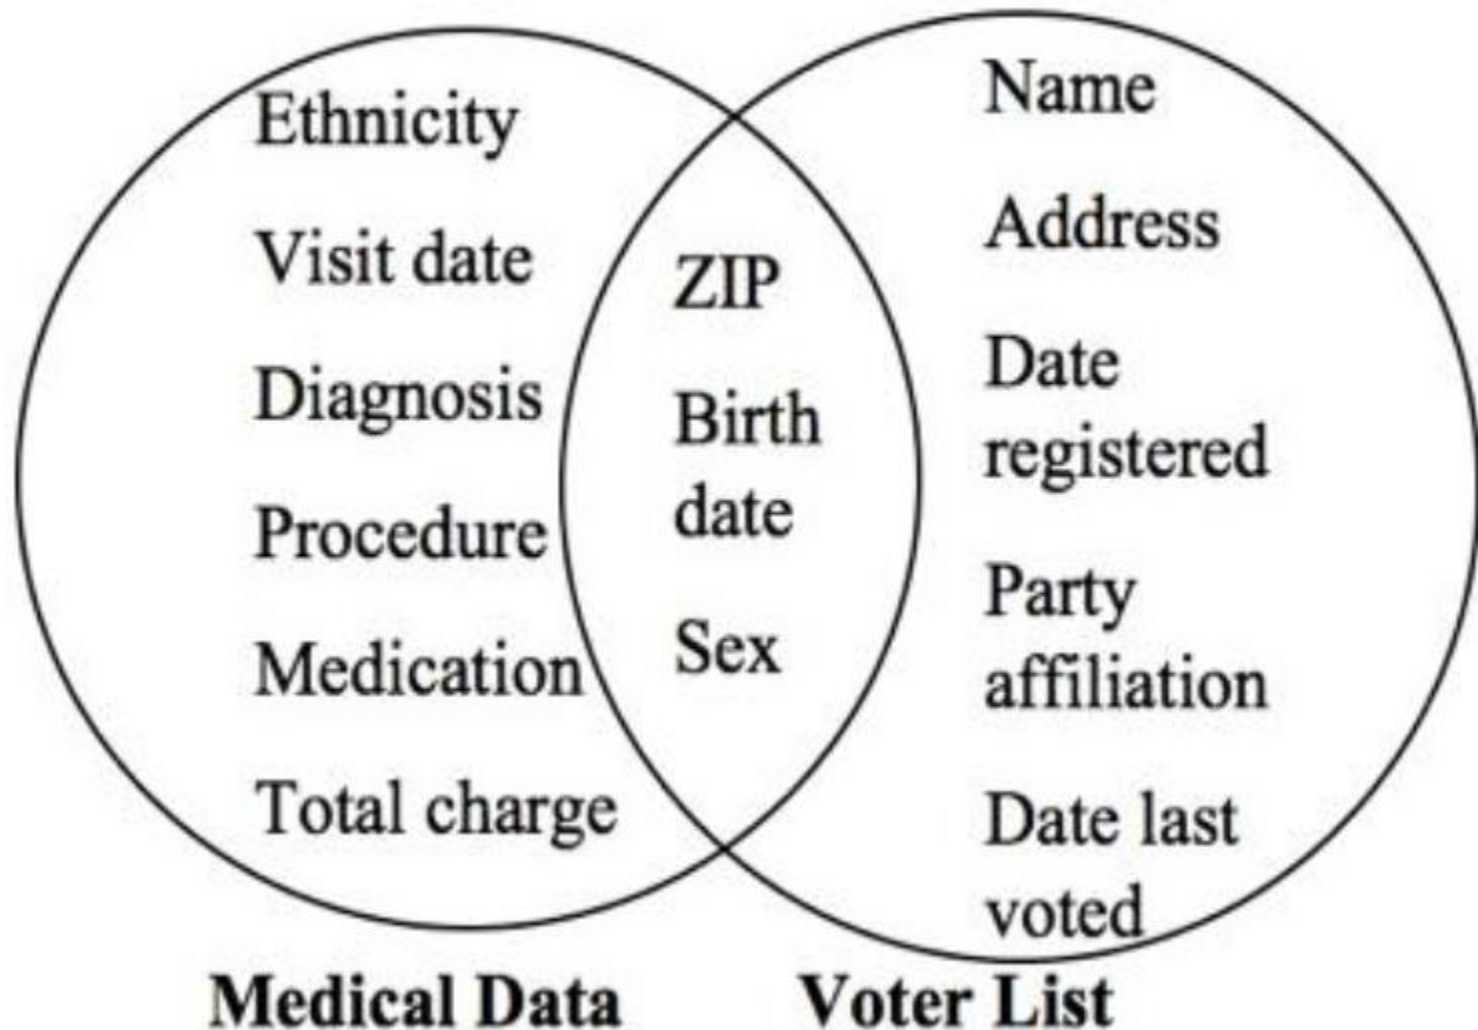 Ethnicity
Visit date
Diagnosis
Procedure
Medication
Total charge
ZIP
Birth
date
Sex
Name
Address
Date
registered
Party
affiliation
Date last
voted
Medical Data
Voter List